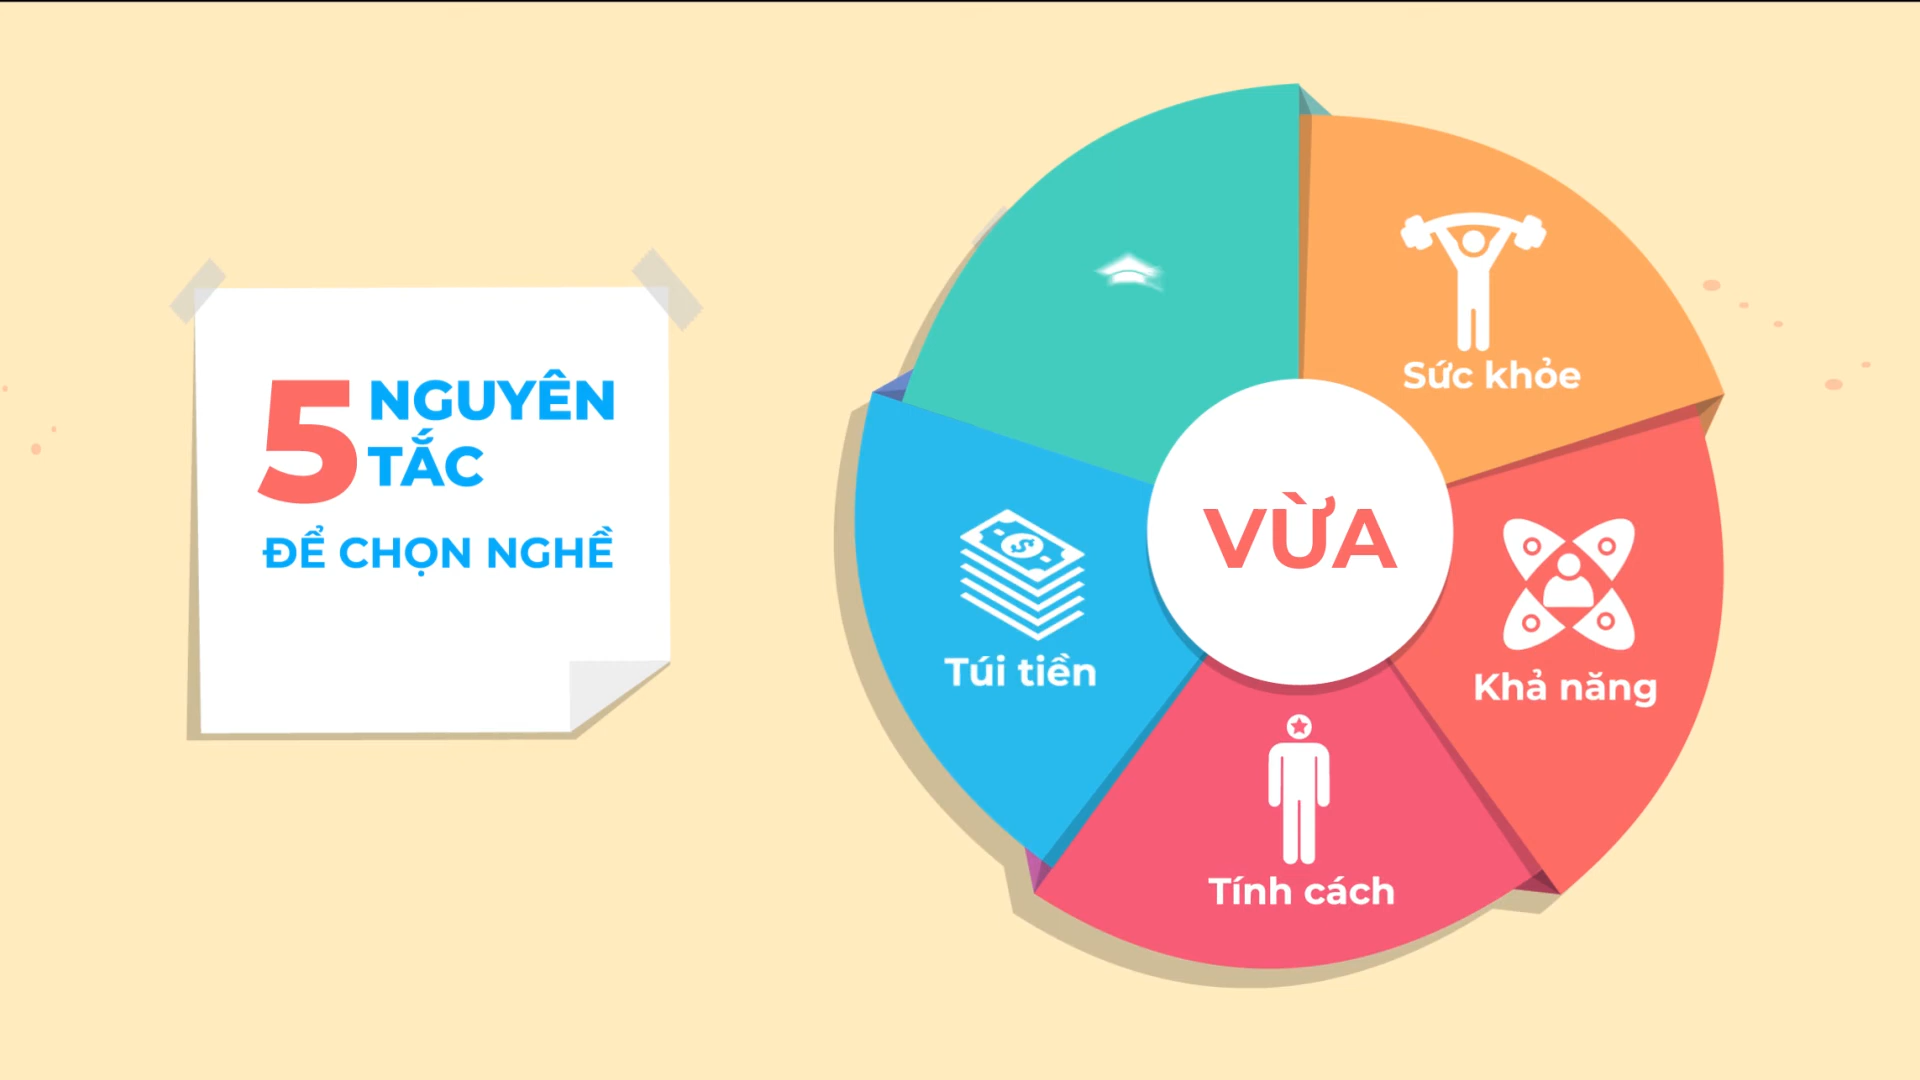 5 NGUYÊN
TẮC
ĐỂ CHỌN NGHỀ
VỪA
Sức khỏe
Khả năng
Tính cách
Túi tiền